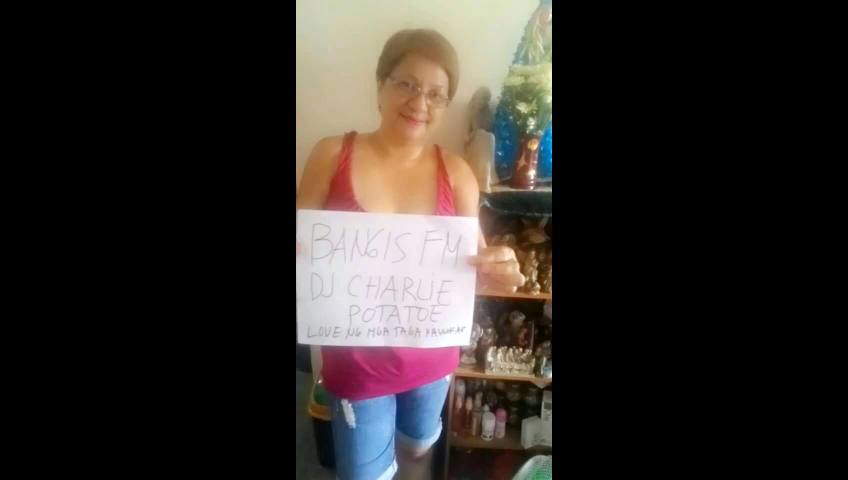 BANGIS FM
DJ CHARLIE
POTATOE
LOVE NG MGA TAGA